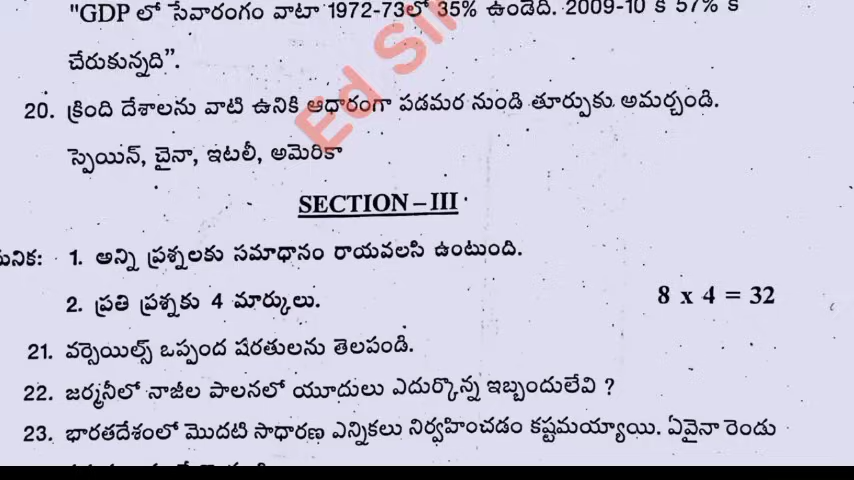 "GDP లో సేవారంగం వాటా 1972-73లో 35% ఉండేది. 2009-10 కి 57% కి
చేరుకున్నది”.
20. క్రింది దేశాలను వాటి ఉనికి ఆధారంగా పడమర నుండి తూర్పుకు అమర్చండి.
స్పెయిన్, చైనా, ఇటలీ, అమెరికా
SECTION – III
1. అన్ని ప్రశ్నలకు సమాధానం రాయవలసి ఉంటుంది.
2. ప్రతి ప్రశ్నకు 4 మార్కులు. 8 x 4 = 32
21. వర్సెయిల్స్ ఒప్పంద షరతులను తెలపండి.
22. జర్మనీలో నాజీల పాలనలో యూదులు ఎదుర్కొన్న ఇబ్బందులేవి ?
23. భారతదేశంలో మొదటి సాధారణ ఎన్నికలు నిర్వహించడం కష్టమయ్యాయి. ఏవైనా రెండు